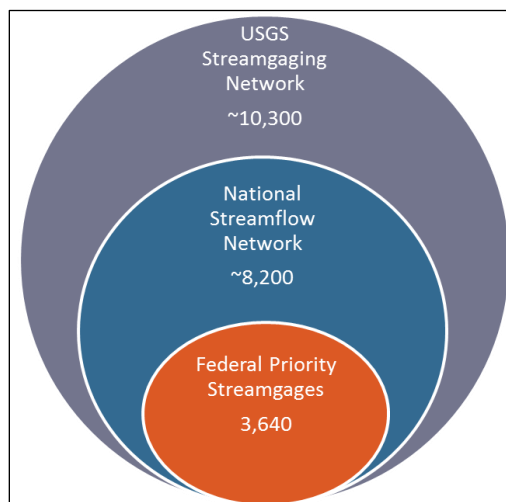 USGS
Streamgaging
Network
~10,300
National
Streamflow
Network
~8,200
Federal Priority
Streamgages
3,640